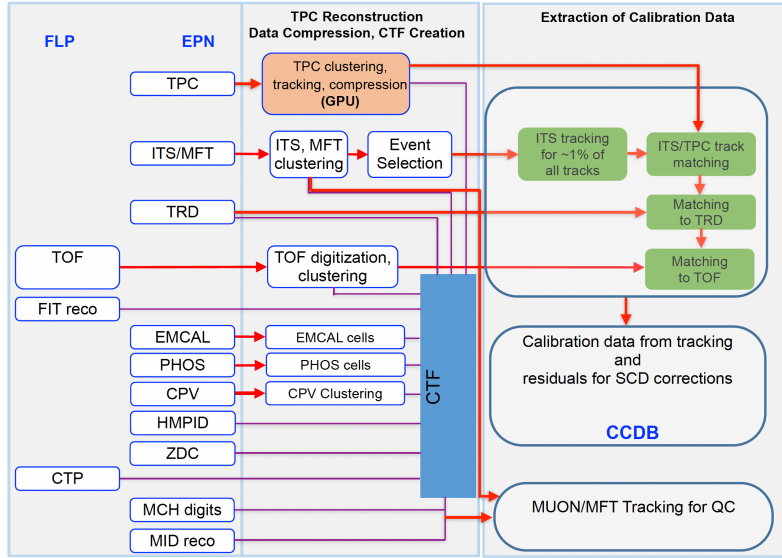 FLP
EPN
TPC Reconstruction
Data Compression, CTF Creation
Extraction of Calibration Data
TPC
TPC clustering,
tracking, compression
(GPU)
ITS/MFT
ITS, MFT
clustering
Event
Selection
ITS tracking
for ~1% of
all tracks
ITS/TPC track
matching
TRD
Matching
to TRD
TOF
TOF digitization,
clustering
Matching
to TOF
FIT reco
EMCAL
EMCAL cells
PHOS
PHOS cells
CPV
CPV Clustering
HMPID
ZDC
CTP
MCH digits
MID reco
CTF
Calibration data from tracking
and
residuals for SCD corrections
CCDB
MUON/MFT Tracking for QC